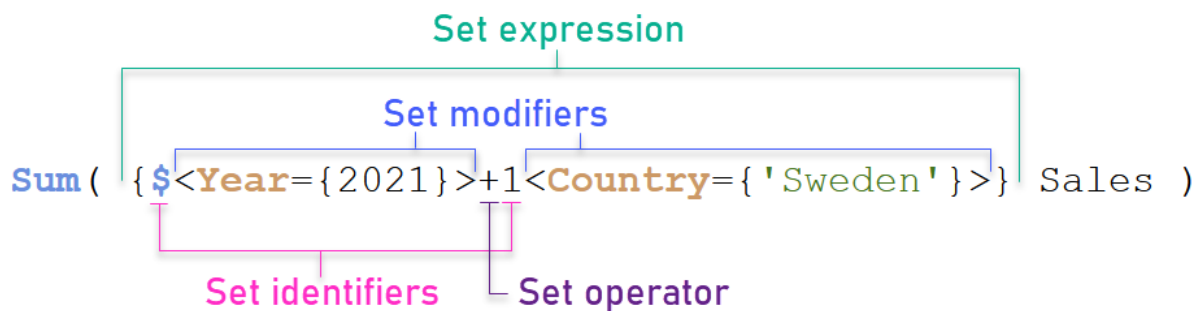 Set expression
Set modifiers
Sum( {$<Year={2021}>+1<Country={'Sweden'}>} Sales )
Set identifiers
Set operator